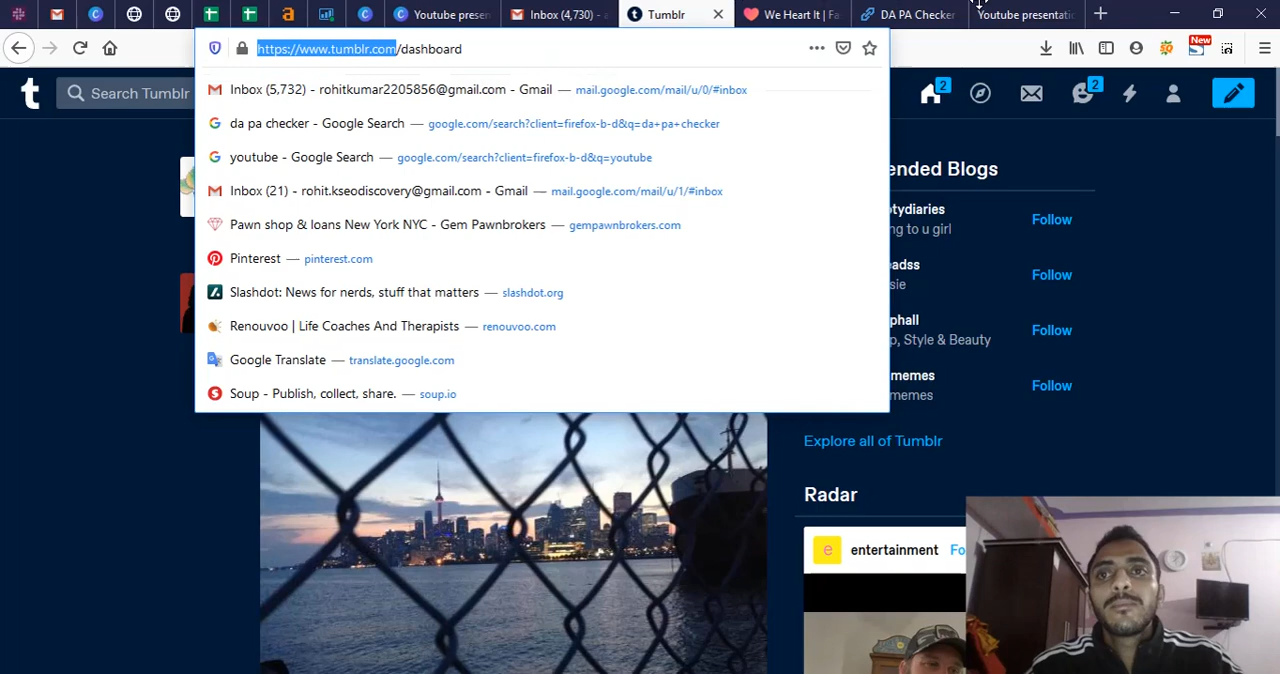 Youtube presen
Inbox (4,730) - a
Tumblr
We Heart It | Fa
DA PA Checker
Youtube presentatio
https://www.tumblr.com/dashboard
New
Search Tumblr
2
2
Inbox (5,732) - rohitkumar2205856@gmail.com - Gmail — mail.google.com/mail/u/0/#inbox
da pa checker - Google Search — google.com/search?client=firefox-b-d&q=da+pa+checker
youtube - Google Search — google.com/search?client=firefox-b-d&q=youtube
Inbox (21) - rohit.kseodiscovery@gmail.com - Gmail — mail.google.com/mail/u/1/#inbox
Pawn shop & loans New York NYC - Gem Pawnbrokers — gempawnbrokers.com
Pinterest — pinterest.com
Slashdot: News for nerds, stuff that matters — slashdot.org
Renouvoo | Life Coaches And Therapists — renouvoo.com
Google Translate — translate.google.com
Soup - Publish, collect, share. — soup.io
ended Blogs
otydiaries
ng to u girl
Follow
eadss
sie
Follow
phall
p, Style & Beauty
Follow
memes
memes
Follow
Explore all of Tumblr
Radar
e entertainment Fo